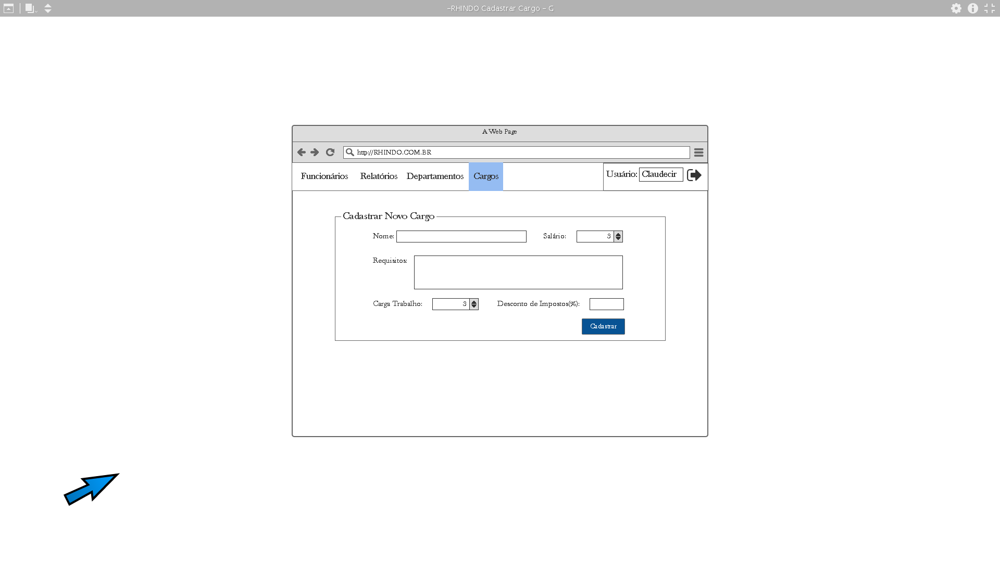 -RHINDO Cadastrar Cargo - G
A Web Page
http://RHINDO.COM.BR
Funcionários Relatórios Departamentos Cargos Usuário: Claudecir
Cadastrar Novo Cargo
Nome: Salário: 3
Requisitos:
Carga Trabalho: 3 Desconto de Impostos(%):
Cadastrar